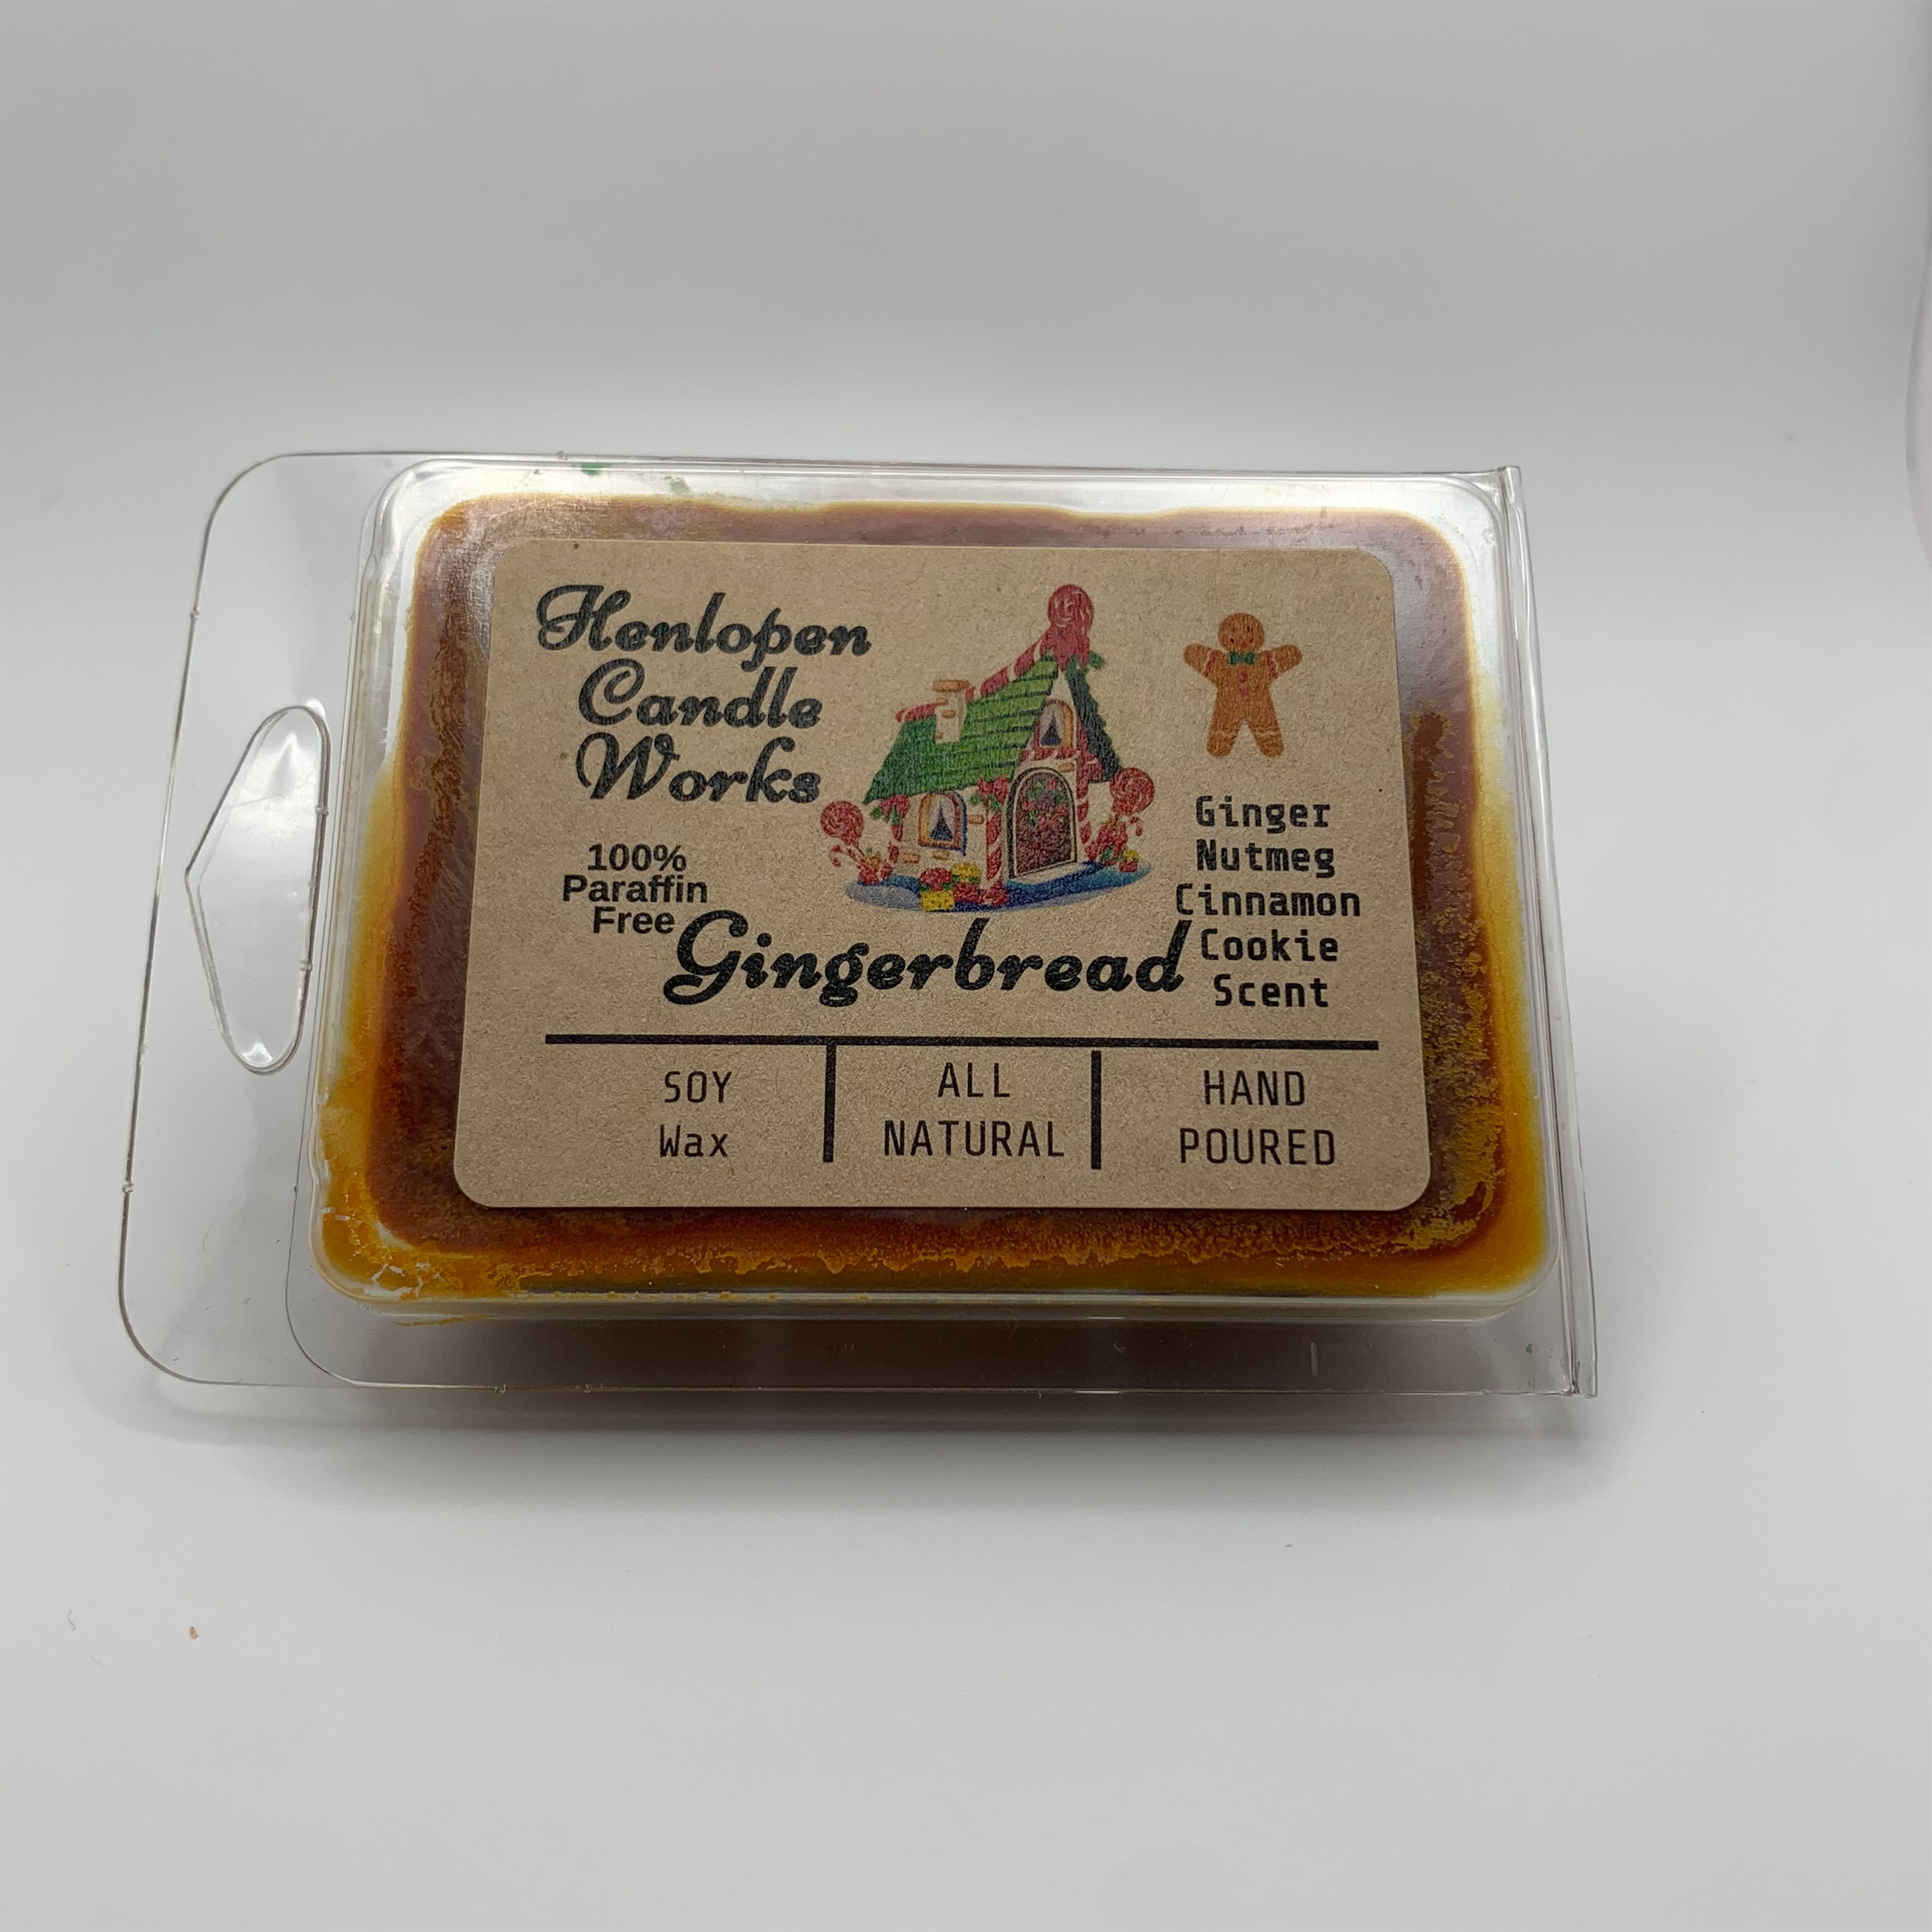 Henlopen
Candle
Works
100%
Paraffin
Free
Gingerbread
Ginger
Nutmeg
Cinnamon
Cookie
Scent
SOY
Wax
ALL
NATURAL
HAND
POURED